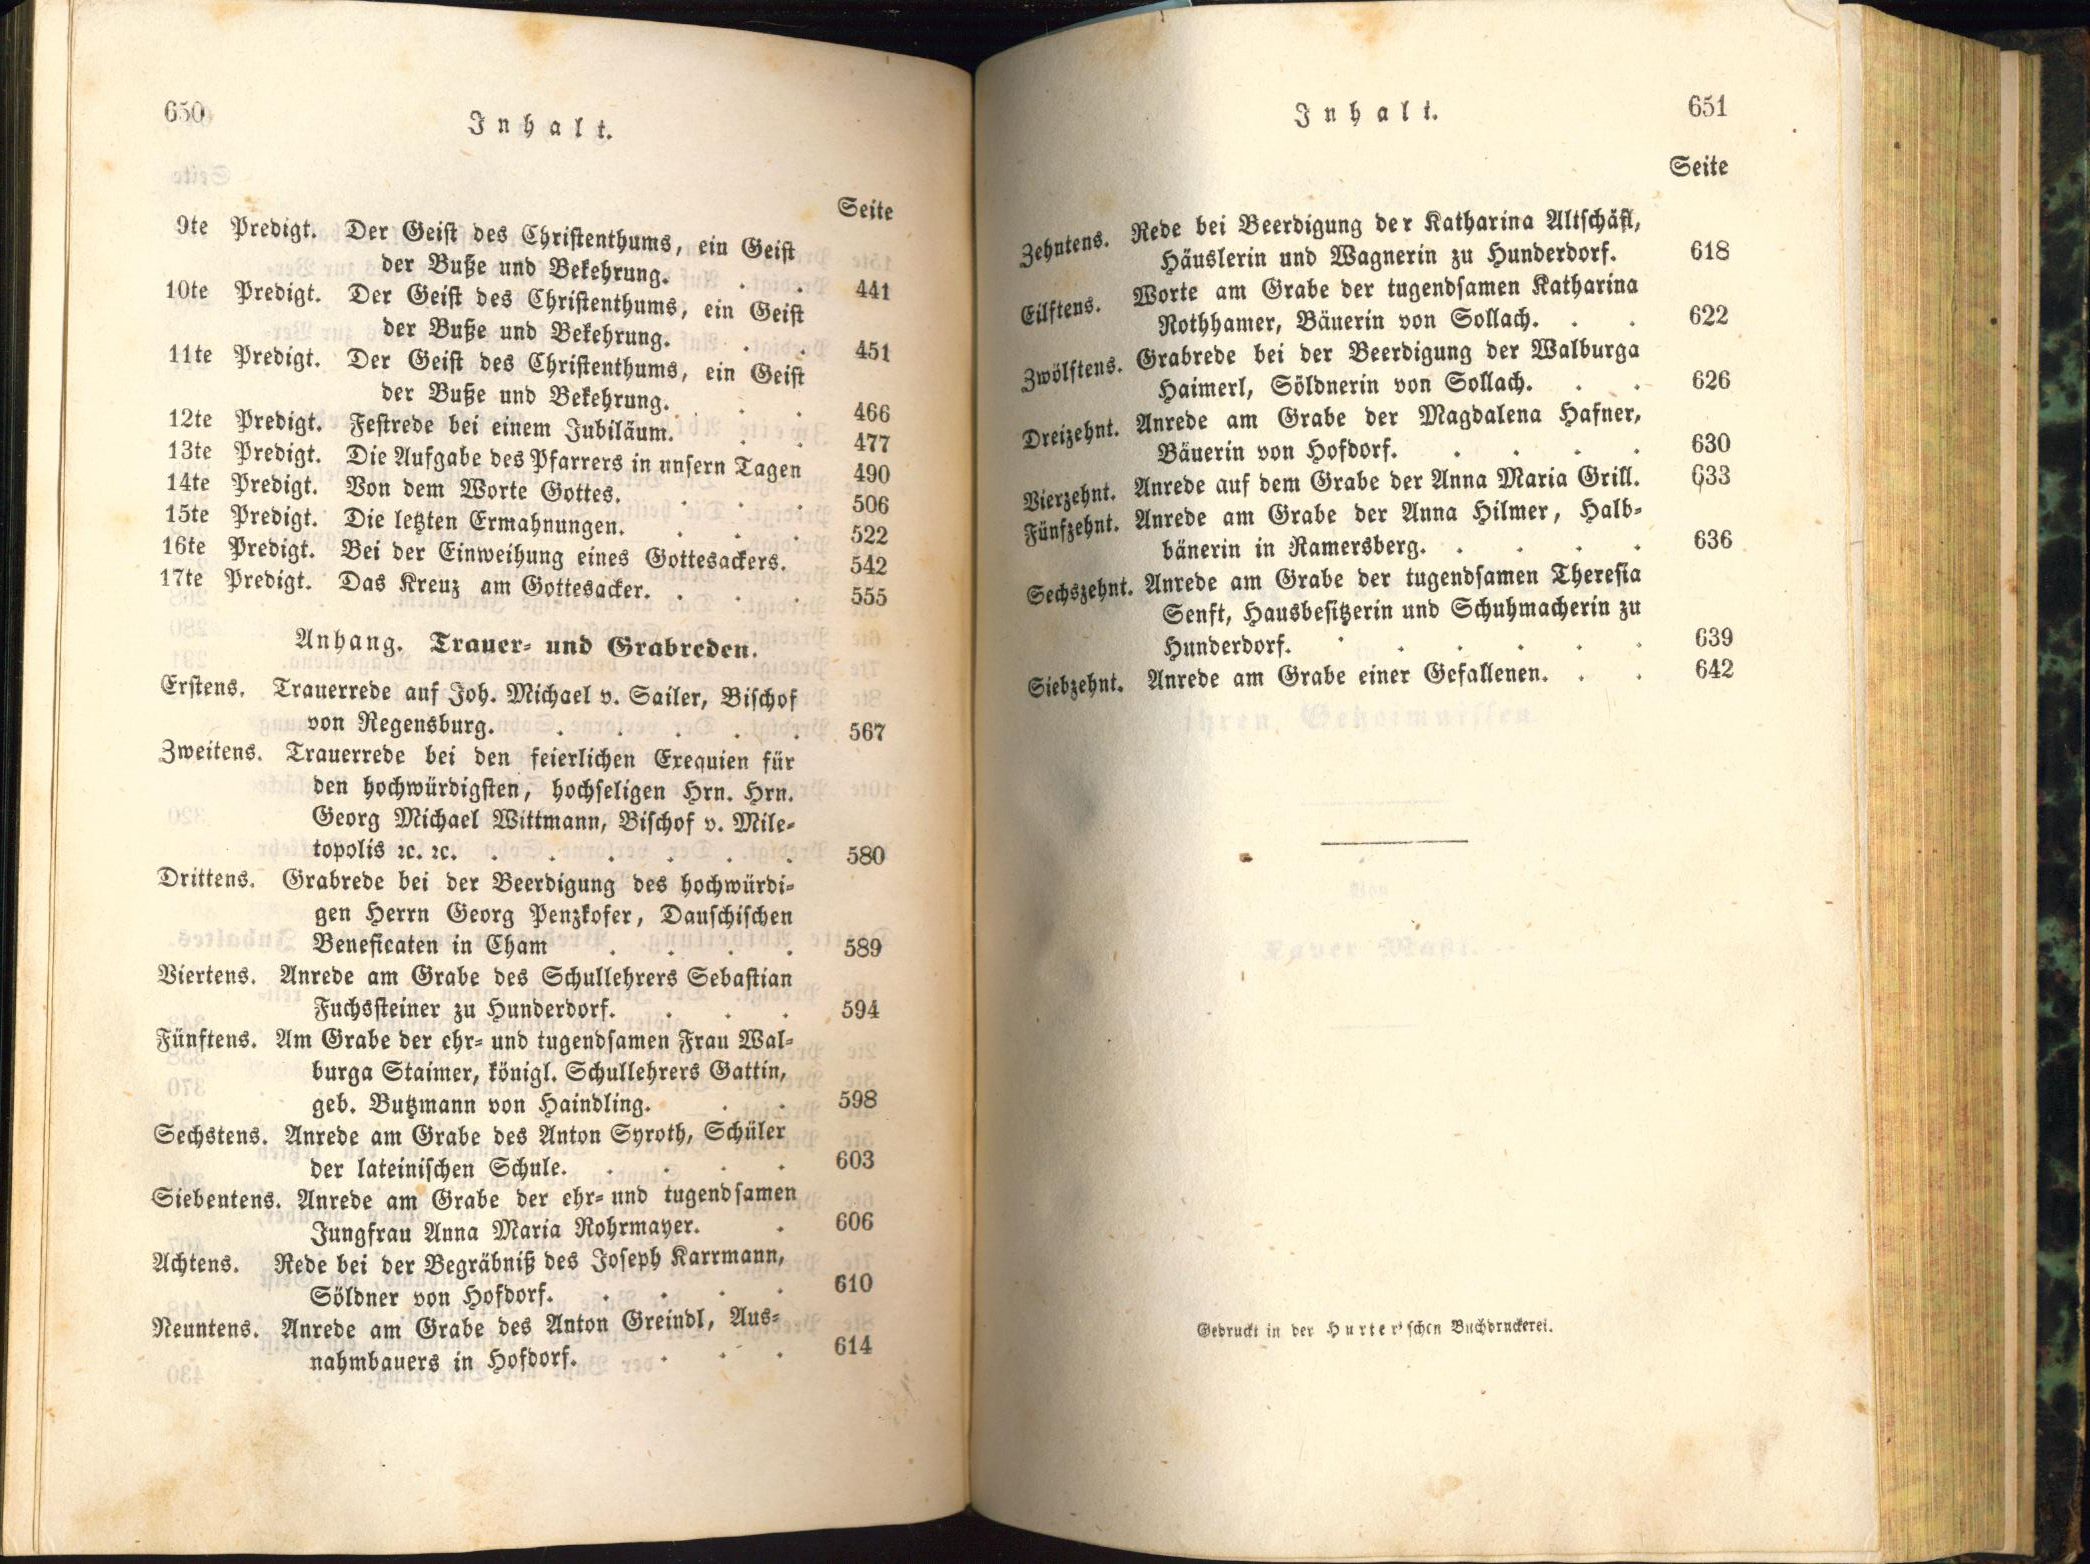 650
Inhalt.
Seite
9te Predigt. Der Geist des Christenthums, ein Geist
der Buße und Bekehrung. . . 441
10te Predigt. Der Geist des Christenthums, ein Geist
der Buße und Bekehrung. . . 451
11te Predigt. Der Geist des Christenthums, ein Geist
der Buße und Bekehrung. . . 466
12te Predigt. Festrede bei einem Jubiläum. . . 477
13te Predigt. Die Aufgabe des Pfarrers in unsern Tagen 490
14te Predigt. Von dem Worte Gottes. . . . 506
15te Predigt. Die letzten Ermahnungen. . . . 522
16te Predigt. Bei der Einweihung eines Gottesackers. 542
17te Predigt. Das Kreuz am Gottesacker. . . . 555
Anhang. Trauer- und Grabreden.
Erstens. Trauerrede auf Joh. Michael v. Sailer, Bischof
von Regensburg. . . . . . 567
Zweitens. Trauerrede bei den feierlichen Exequien für
den hochwürdigsten, hochseligen Hrn. Hrn.
Georg Michael Wittmann, Bischof v. Mile-
topolis ꝛc. ꝛc. . . . . . . 580
Drittens. Grabrede bei der Beerdigung des hochwürdi-
gen Herrn Georg Penzkofer, Dauschischen
Beneficaten in Cham . . . . 589
Viertens. Anrede am Grabe des Schullehrers Sebastian
Fuchssteiner zu Hunderdorf. . . . 594
Fünftens. Am Grabe der ehr- und tugendsamen Frau Wal-
burga Staimer, königl. Schullehrers Gattin,
geb. Butzmann von Haindling. . . 598
Sechstens. Anrede am Grabe des Anton Syroth, Schüler
der lateinischen Schule. . . . . 603
Siebentens. Anrede am Grabe der ehr- und tugendsamen
Jungfrau Anna Maria Rohrmayer. . 606
Achtens. Rede bei der Begräbniß des Joseph Karrmann,
Söldner von Hofdorf. . . . . 610
Neuntens. Anrede am Grabe des Anton Greindl, Aus-
nahmbauers in Hofdorf. . . . 614
Inhalt.
651
Seite
Zehntens. Rede bei Beerdigung der Katharina Altschäfl,
Häuslerin und Wagnerin zu Hunderdorf. 618
Eilftens. Worte am Grabe der tugendsamen Katharina
Rothhamer, Bäuerin von Sollach. . . 622
Zwölftens. Grabrede bei der Beerdigung der Walburga
Haimerl, Söldnerin von Sollach. . . 626
Dreizehnt. Anrede am Grabe der Magdalena Hafner,
Bäuerin von Hofdorf. . . . . 630
Vierzehnt. Anrede auf dem Grabe der Anna Maria Grill. 633
Fünfzehnt. Anrede am Grabe der Anna Hilmer, Halb-
bänerin in Ramersberg. . . . . 636
Sechszehnt. Anrede am Grabe der tugendsamen Theresia
Senft, Hausbesitzerin und Schuhmacherin zu
Hunderdorf. . . . . . . 639
Siebzehnt. Anrede am Grabe einer Gefallenen. . . 642
Gedruckt in der Hurter'schen Buchdruckerei.